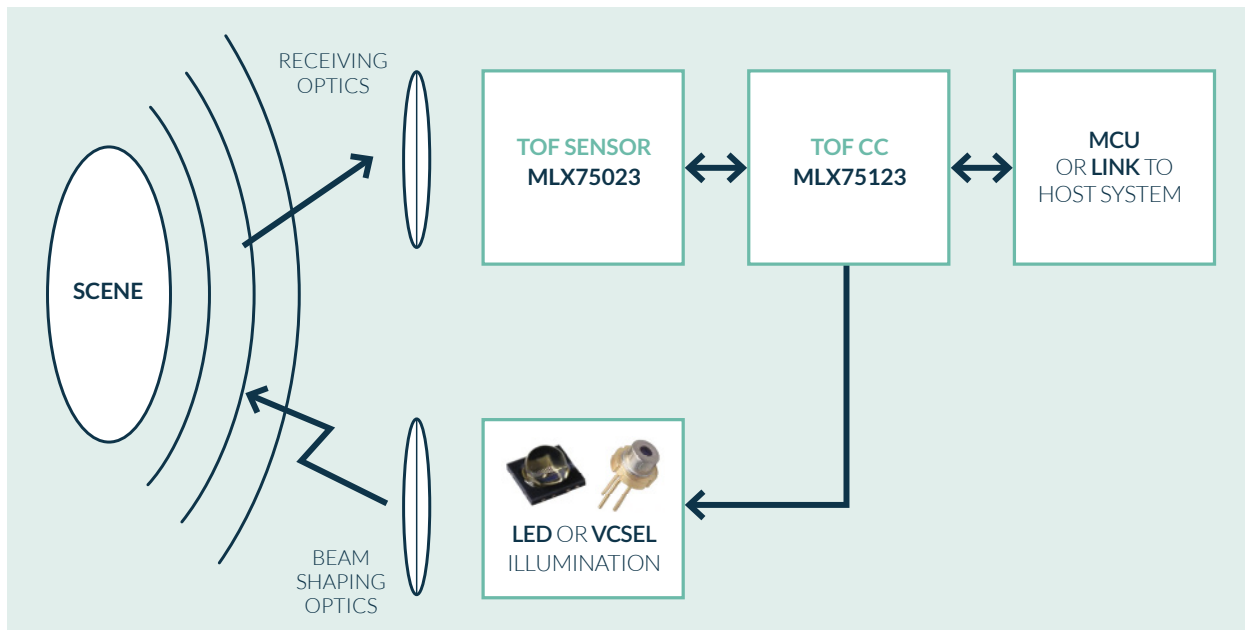 RECEIVING
OPTICS
TOF SENSOR
MLX75023
TOF CC
MLX75123
MCU
OR LINK TO
HOST SYSTEM
SCENE
BEAM
SHAPING
OPTICS
LED OR VCSEL
ILLUMINATION